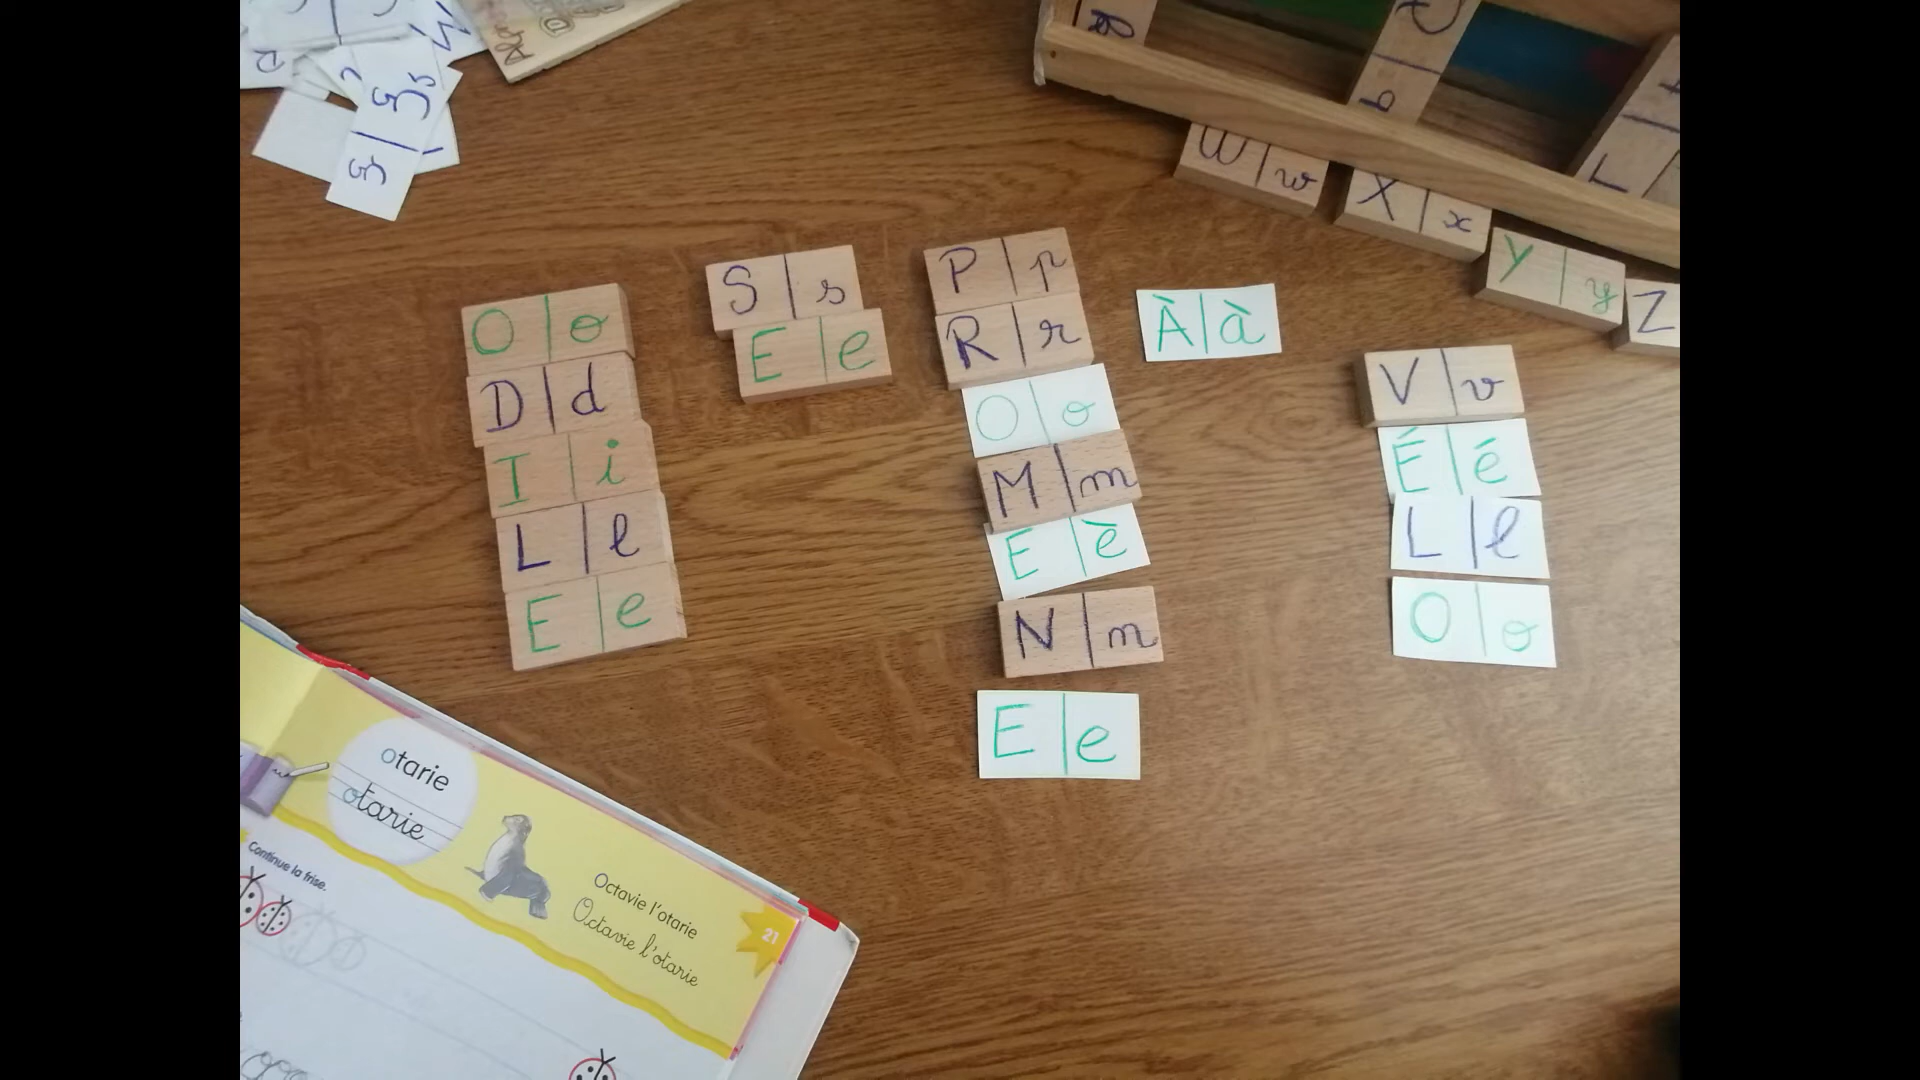 O | o
D | d
I | i
L | l
E | e
S | s
E | e
P | p
R | r
O | o
M | m
E | è
N | n
E | e
À | à
V | v
É | é
L | l
O | o
W | w
X | x
Y | y
Z
otarie
otarie
Continue la frise.
Octavie l'otarie
Octavie l'otarie
21